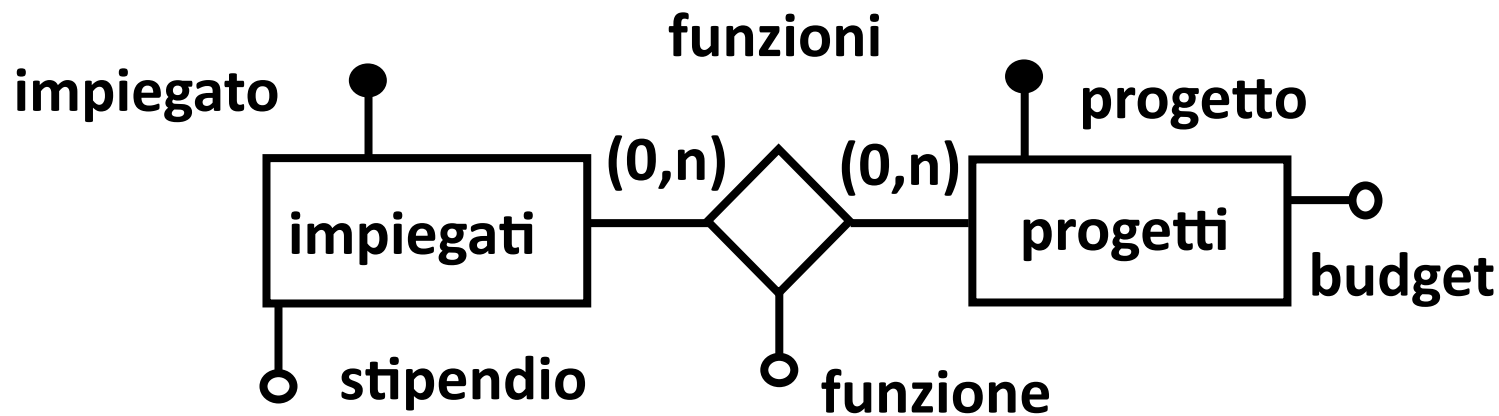 funzioni
impiegato
progetto
(0,n)
(0,n)
impiegati
progetti
budget
stipendio
funzione